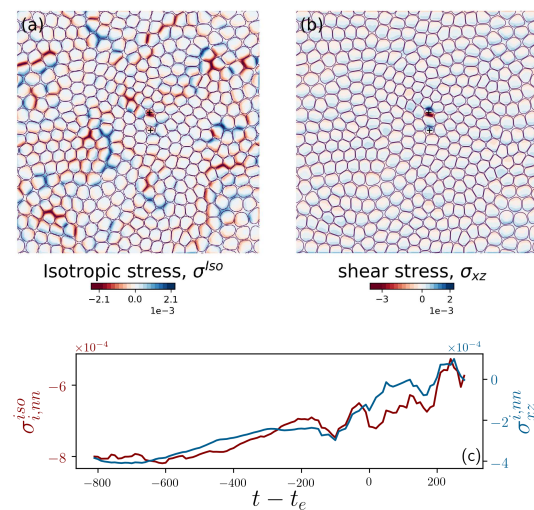 (a) (b)
Isotropic stress, σ^Iso shear stress, σ_xz
−2.1 0.0 2.1 −3 0 2
1e−3 1e−3
×10⁻⁴ ×10⁻⁴
−6 0
−2
−8 −4
σ^iso_i,nn σ^i,nn_xz
(c)
−800 −600 −400 −200 0 200
t − t_e